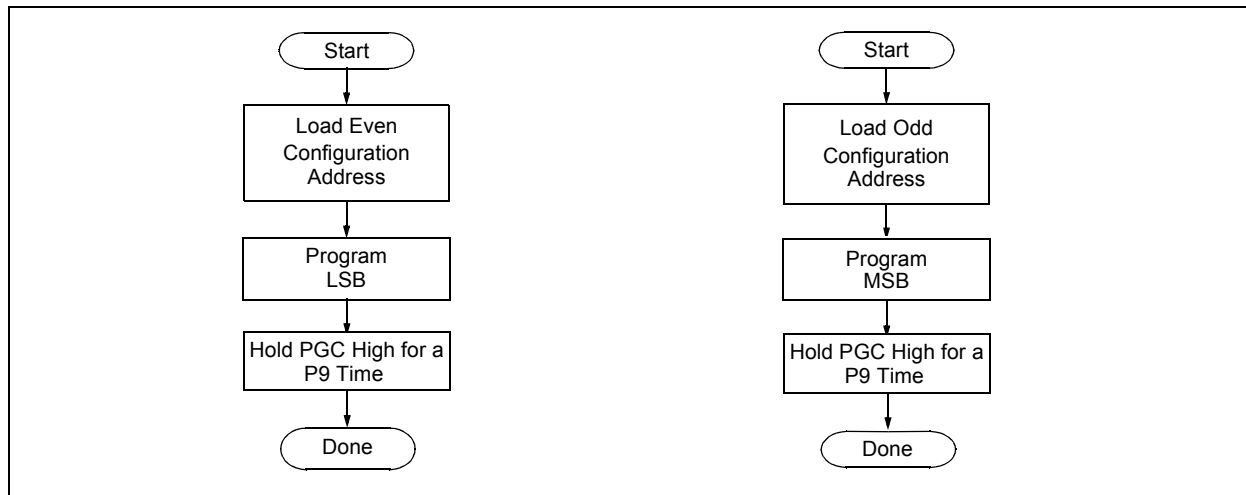 Start
Load Even
Configuration
Address
Program
LSB
Hold PGC High for a
P9 Time
Done
Start
Load Odd
Configuration
Address
Program
MSB
Hold PGC High for a
P9 Time
Done